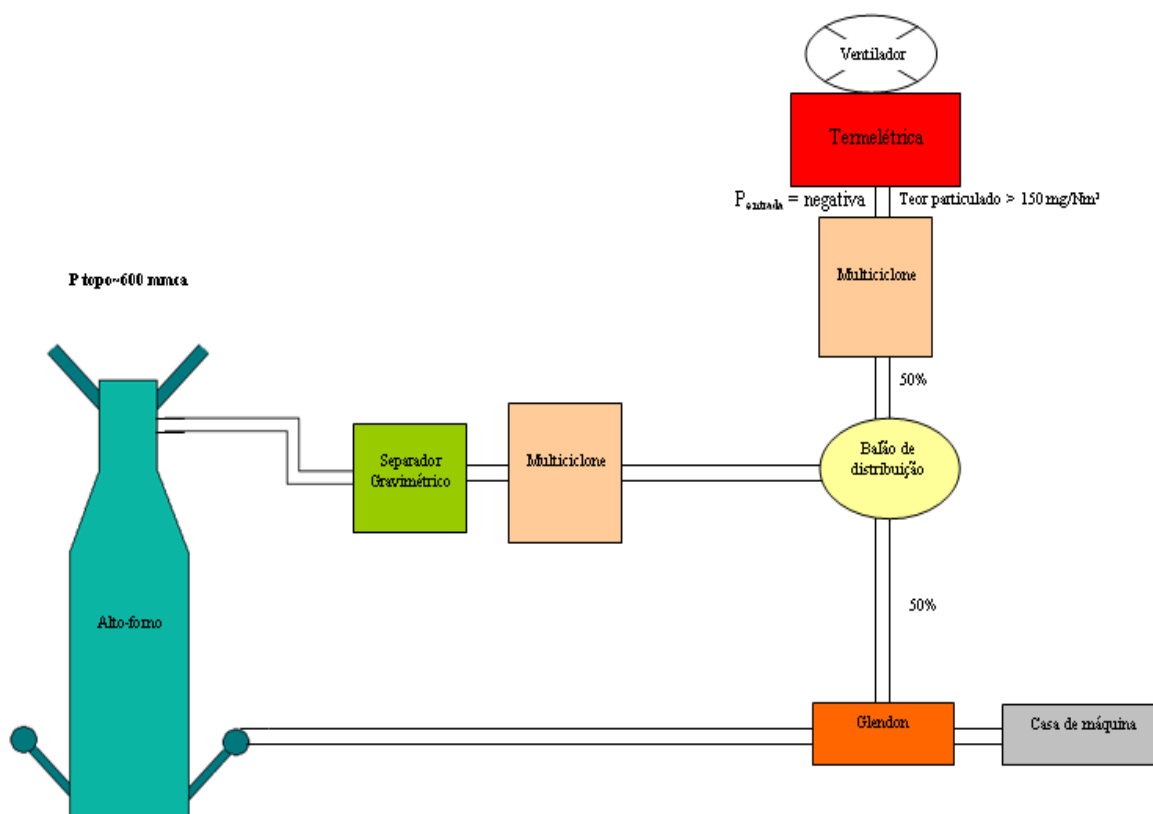 Ventilador
Termelétrica
Pentrada = negativa
Teor particulado > 150 mg/Nm³
Multiciclone
P topo~600 mmca
50%
Separador
Gravimétrico
Multiciclone
Balão de
distribuição
50%
Alto-forno
Glendon
Casa de máquina